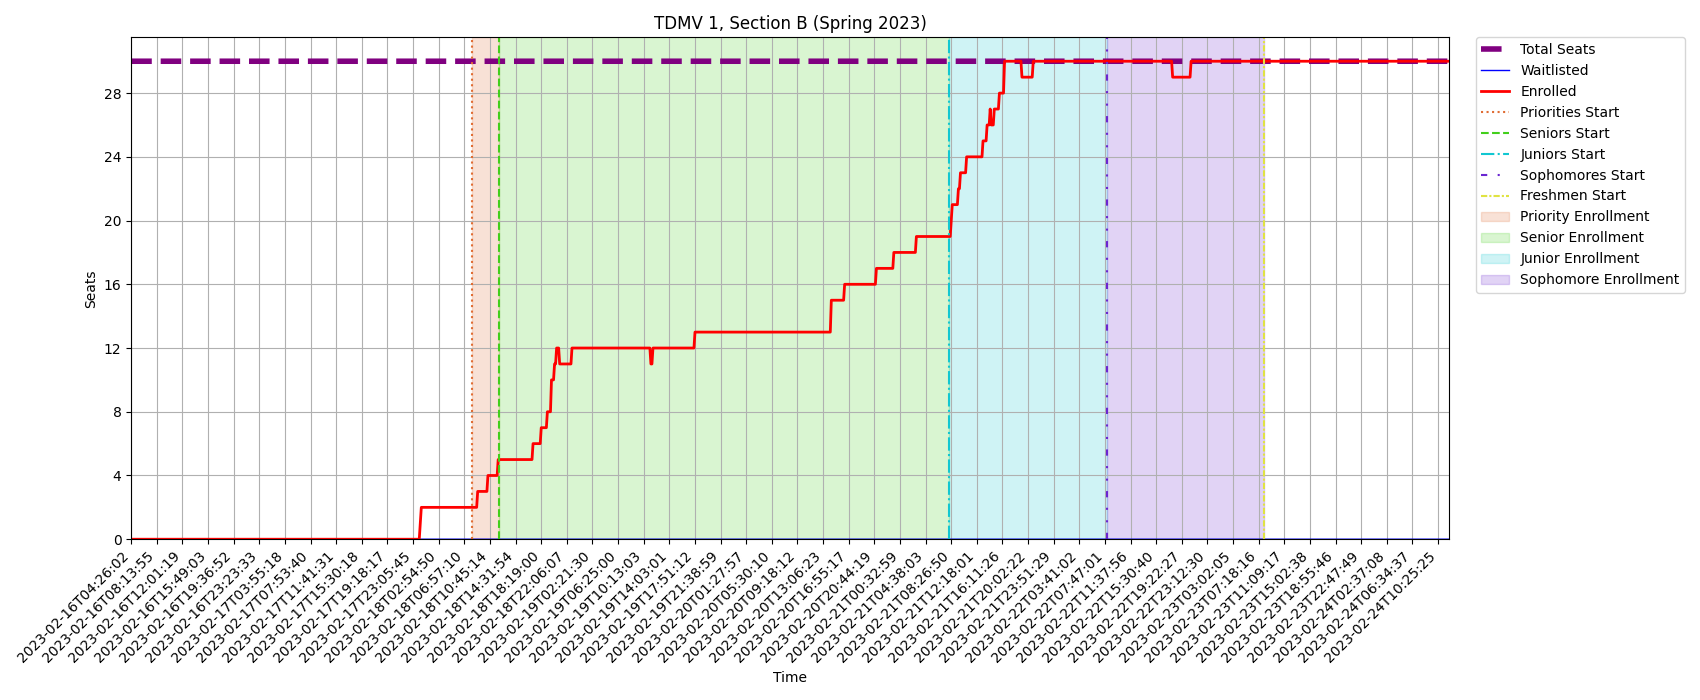 TDMV 1, Section B (Spring 2023)
Total Seats
Waitlisted
Enrolled
Priorities Start
Seniors Start
Juniors Start
Sophomores Start
Freshmen Start
Priority Enrollment
Senior Enrollment
Junior Enrollment
Sophomore Enrollment
Seats
28
24
20
16
12
8
4
0
2023-02-16T04:26:02
2023-02-16T08:13:55
2023-02-16T12:01:19
2023-02-16T15:49:03
2023-02-16T19:36:52
2023-02-16T23:23:33
2023-02-17T03:55:18
2023-02-17T07:53:40
2023-02-17T11:41:31
2023-02-17T15:30:18
2023-02-17T19:18:17
2023-02-17T23:05:45
2023-02-18T02:54:50
2023-02-18T06:57:10
2023-02-18T10:45:14
2023-02-18T14:31:54
2023-02-18T18:19:00
2023-02-18T22:06:07
2023-02-19T02:21:30
2023-02-19T06:25:00
2023-02-19T10:13:03
2023-02-19T14:03:01
2023-02-19T17:51:12
2023-02-19T21:38:59
2023-02-20T01:27:57
2023-02-20T05:30:10
2023-02-20T09:18:12
2023-02-20T13:06:23
2023-02-20T16:55:17
2023-02-20T20:44:19
2023-02-21T00:32:59
2023-02-21T04:38:03
2023-02-21T08:26:50
2023-02-21T12:18:01
2023-02-21T16:11:26
2023-02-21T20:02:22
2023-02-21T23:51:29
2023-02-22T03:41:02
2023-02-22T07:47:01
2023-02-22T11:37:56
2023-02-22T15:30:40
2023-02-22T19:22:27
2023-02-22T23:12:30
2023-02-23T03:02:05
2023-02-23T07:18:16
2023-02-23T11:09:17
2023-02-23T15:02:38
2023-02-23T18:55:46
2023-02-23T22:47:49
2023-02-24T02:37:08
2023-02-24T06:34:37
2023-02-24T10:25:25
Time